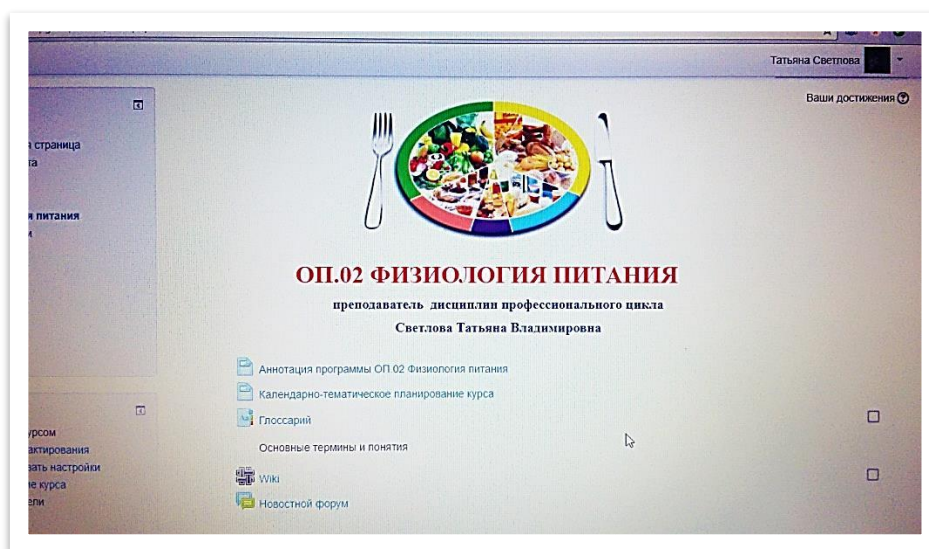 Татьяна Светлова
Ваши достижения
страница
питания
ОП.02 ФИЗИОЛОГИЯ ПИТАНИЯ
преподаватель дисциплин профессионального цикла
Светлова Татьяна Владимировна
Аннотация программы ОП.02 Физиология питания
Календарно-тематическое планирование курса
Глоссарий
урсом
Основные термины и понятия
актирования
вать настройки
Wiki
ие курса
ели
Новостной форум